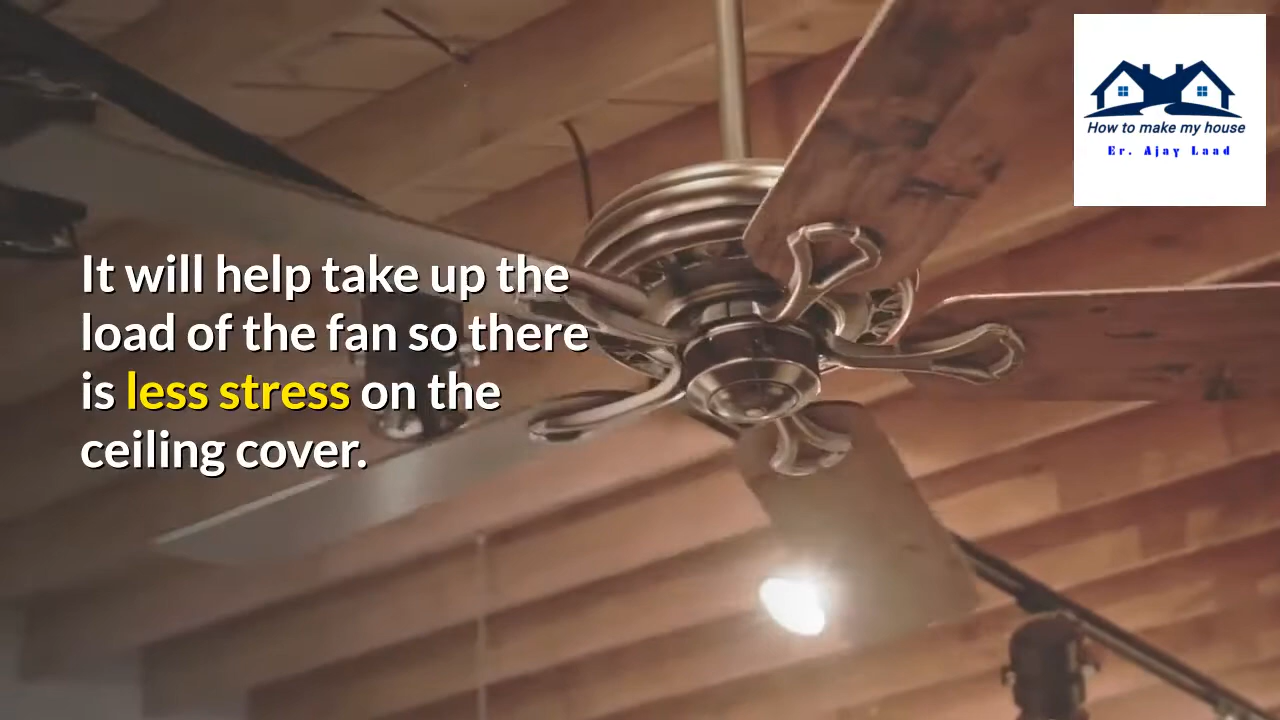 How to make my house
Er. Ajay Laad
It will help take up the
load of the fan so there
is less stress on the
ceiling cover.